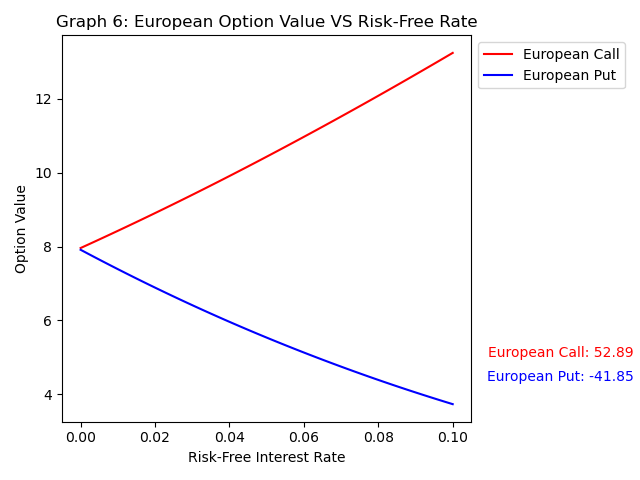 Graph 6: European Option Value VS Risk-Free Rate
European Call
European Put
12
10
8
6
4
Option Value
European Call: 52.89
European Put: -41.85
0.00 0.02 0.04 0.06 0.08 0.10
Risk-Free Interest Rate